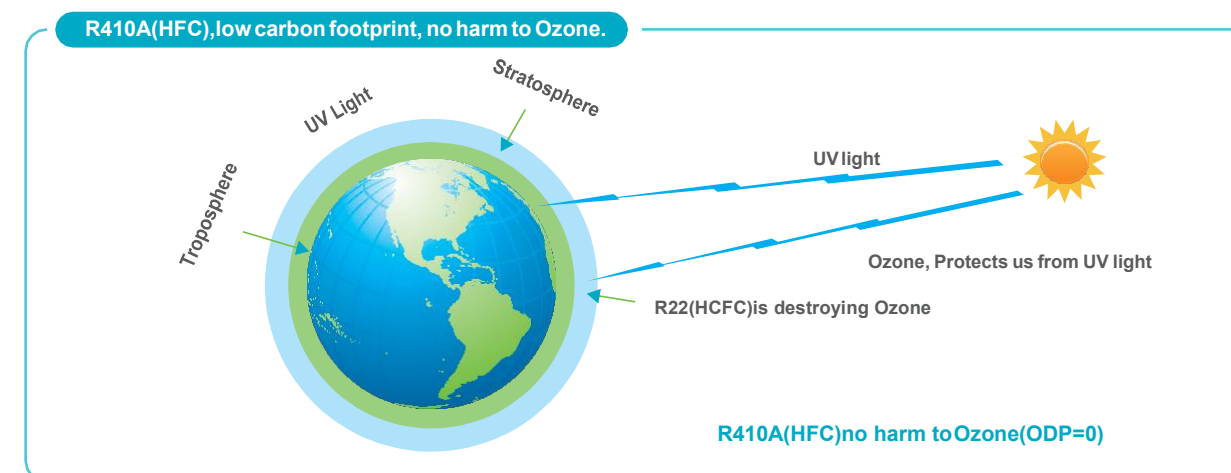 R410A(HFC),low carbon footprint, no harm to Ozone.
Stratosphere
UV Light
UV light
Troposphere
Ozone, Protects us from UV light
R22(HCFC)is destroying Ozone
R410A(HFC)no harm to Ozone(ODP=0)